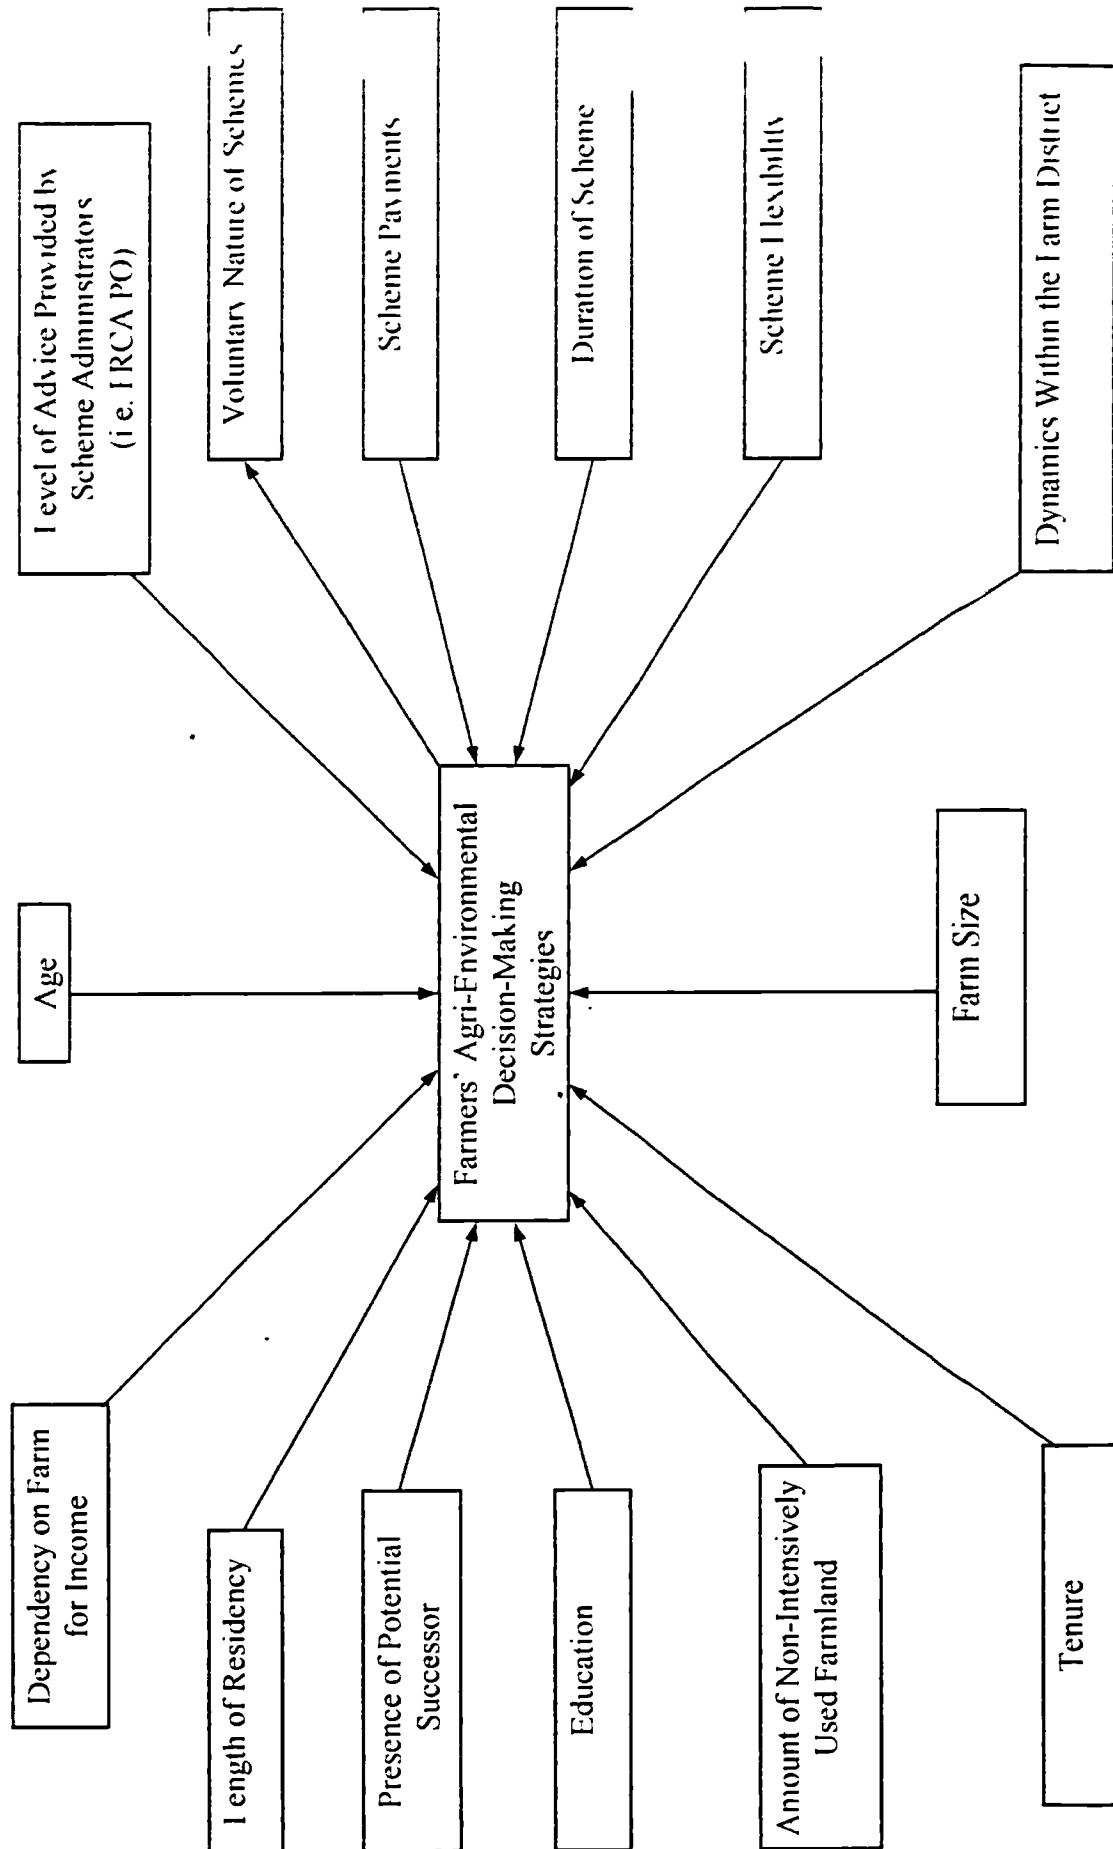 Dependency on Farm
for Income
Age
Level of Advice Provided by
Scheme Administrators
(i.e. FRCA PO)
Length of Residency
Voluntary Nature of Schemes
Presence of Potential
Successor
Scheme Payments
Farmers' Agri-Environmental
Decision-Making
Strategies
Education
Duration of Scheme
Amount of Non-Intensively
Used Farmland
Scheme Flexibility
Tenure
Farm Size
Dynamics Within the Farm District